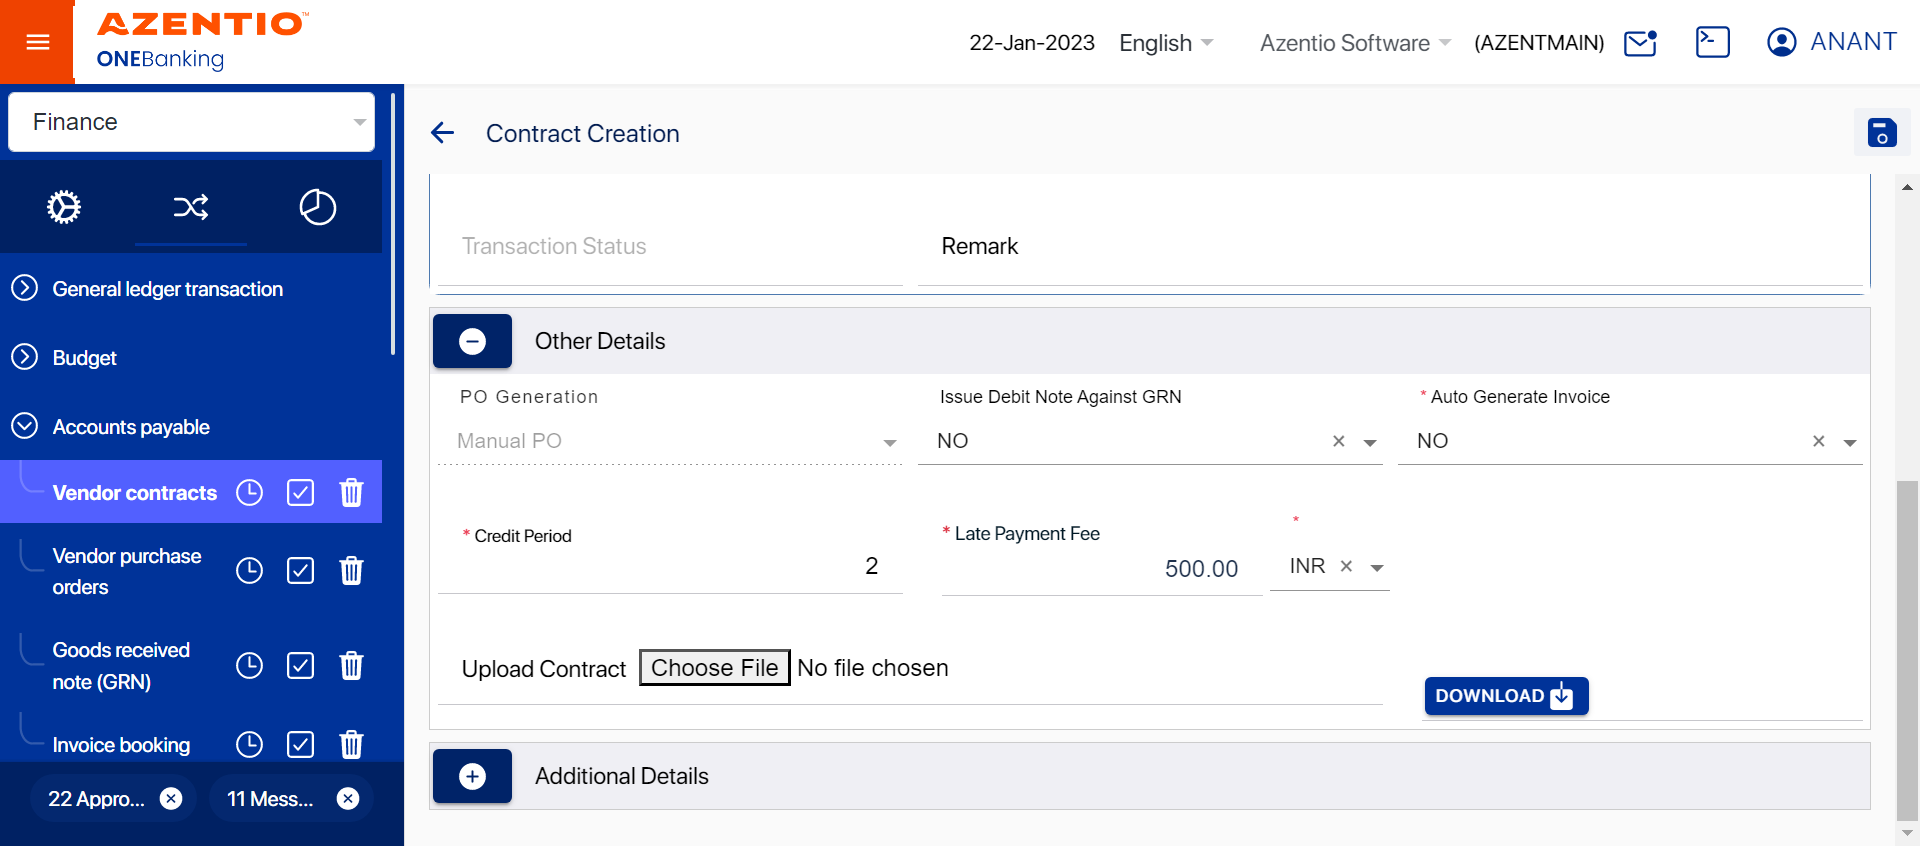 AZENTIO™
ONEBanking
22-Jan-2023 English Azentio Software (AZENTMAIN) ANANT
Finance
General ledger transaction
Budget
Accounts payable
Vendor contracts
Vendor purchase
orders
Goods received
note (GRN)
Invoice booking
22 Appro... 11 Mess...
Contract Creation
Transaction Status Remark
Other Details
PO Generation Issue Debit Note Against GRN * Auto Generate Invoice
Manual PO NO × NO ×
* Credit Period * Late Payment Fee *
2 500.00 INR ×
Upload Contract Choose File No file chosen
DOWNLOAD
Additional Details